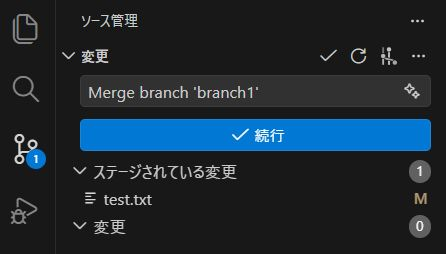 ソース管理
変更
Merge branch 'branch1'
続行
1
ステージされている変更 1
test.txt M
変更 0